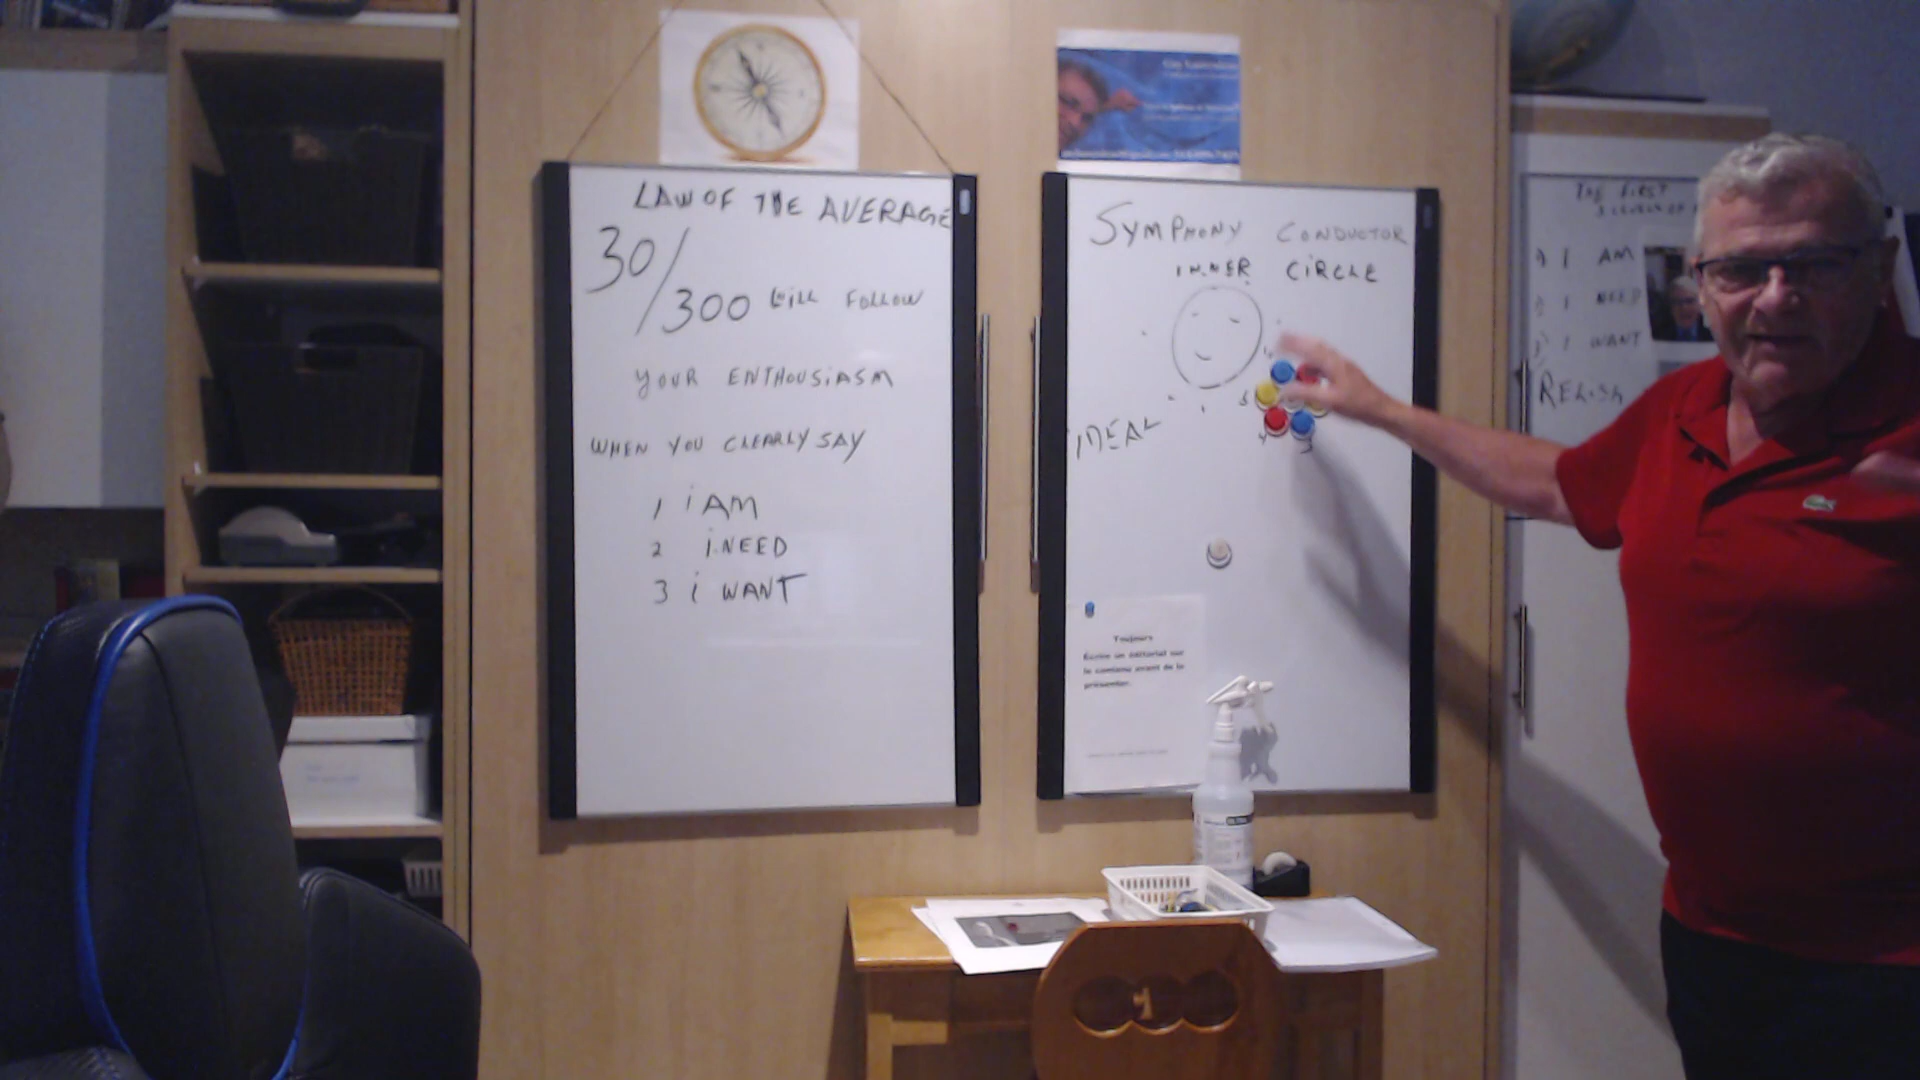 LAW OF THE AVERAGE
30/300 WILL FOLLOW
YOUR ENTHOUSIASM
WHEN YOU CLEARLY SAY
1 i AM
2 i NEED
3 i WANT
SYMPHONY CONDUCTOR
INNER CIRCLE
IDEAL
Toujours
Écrire un éditorial sur
le contenu avant de le
présenter.
THE FIRST
I AM
I NEED
I WANT